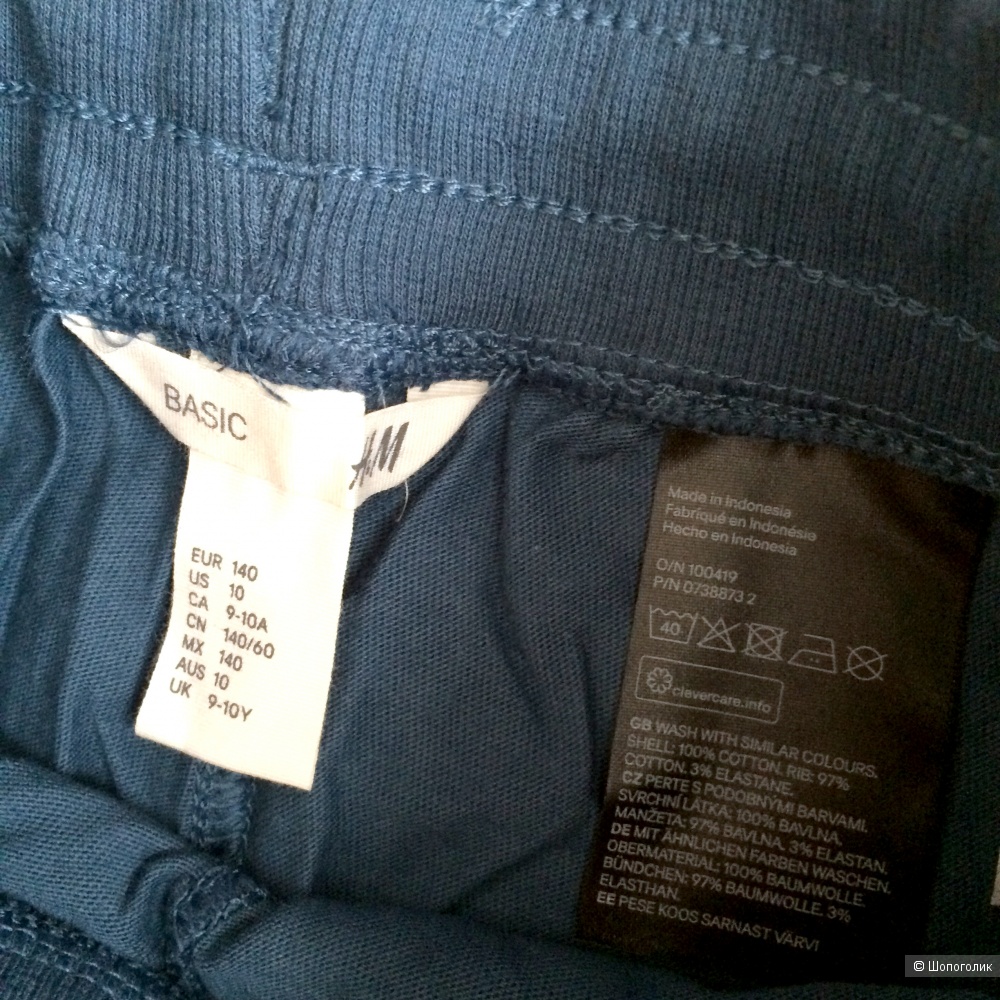 BASIC
H&M
EUR 140
US 10
CA 9-10A
CN 140/60
MX 140
AUS 10
UK 9-10Y
Made in Indonesia
Fabriqué en Indonésie
Hecho en Indonesia
O/N 100419
P/N 0738873 2
40
clevercare.info
GB WASH WITH SIMILAR COLOURS.
SHELL: 100% COTTON. RIB: 97%
COTTON. 3% ELASTANE.
CZ PERTE S PODOBNÝMI BARVAMI.
SVRCHNÍ LÁTKA: 100% BAVLNA.
MANŽETA: 97% BAVLNA. 3% ELASTAN.
DE MIT ÄHNLICHEN FARBEN WASCHEN.
OBERMATERIAL: 100% BAUMWOLLE.
BÜNDCHEN: 97% BAUMWOLLE. 3%
ELASTHAN.
EE PESE KOOS SARNAST VÄRVI
© Шопоголик